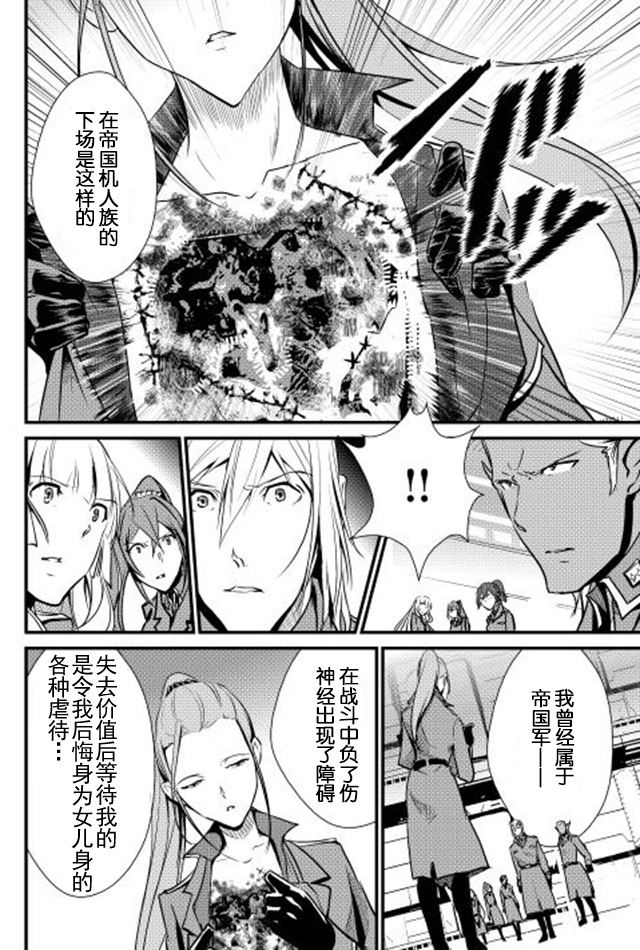 在帝国机人族的
下场是这样的
バッ
!!
我曾经属于
帝国军——
在战斗中负了伤
神经出现了障碍
失去价值后等待我的
是令我后悔身为女儿身的
各种虐待…